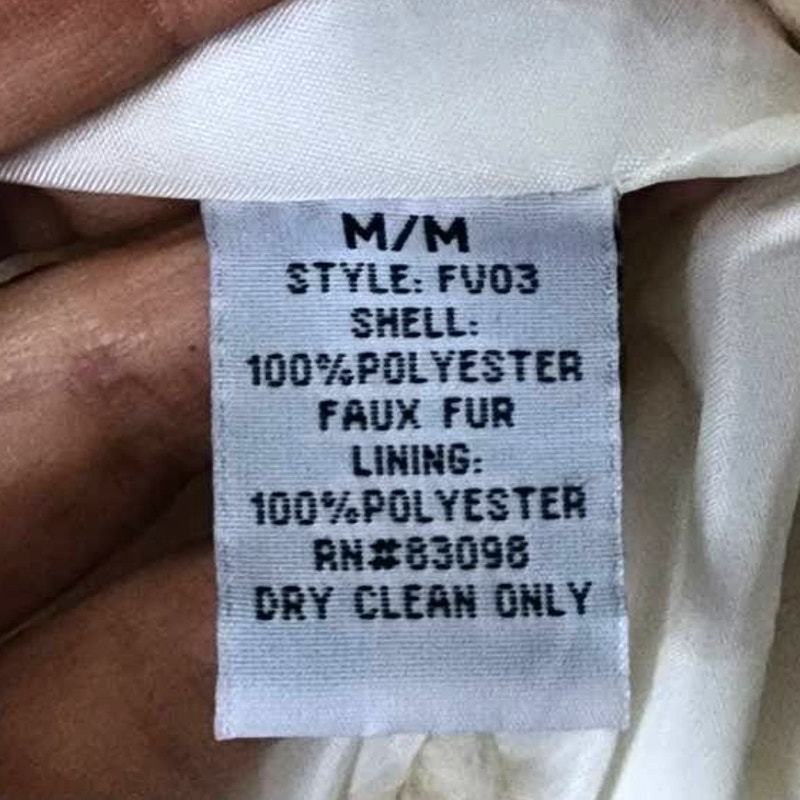 M/M
STYLE: FV03
SHELL:
100%POLYESTER
FAUX FUR
LINING:
100%POLYESTER
RN#83098
DRY CLEAN ONLY